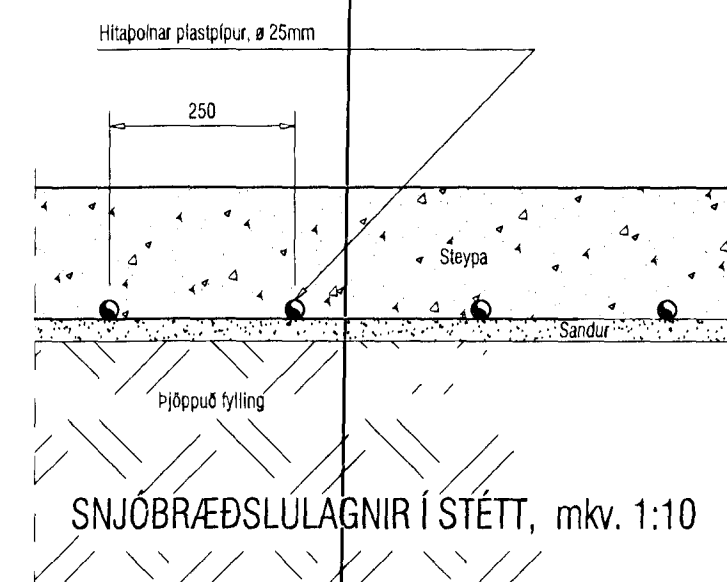 Hitaþolnar plastpípur, ø 25mm
250
Steypa
Sandur
Þjöppuð fylling
SNJÓBRÆÐSLULAGNIR Í STÉTT, mkv. 1:10